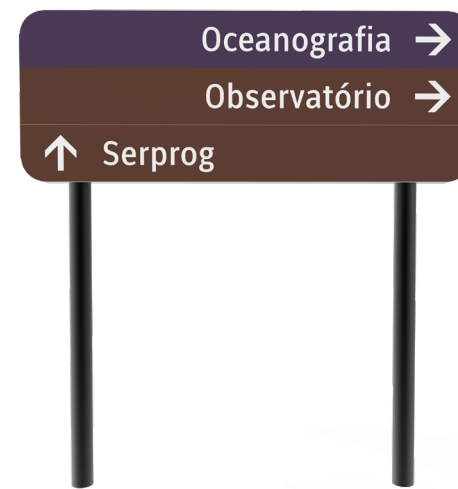 Oceanografia →
Observatório →
↑ Serprog